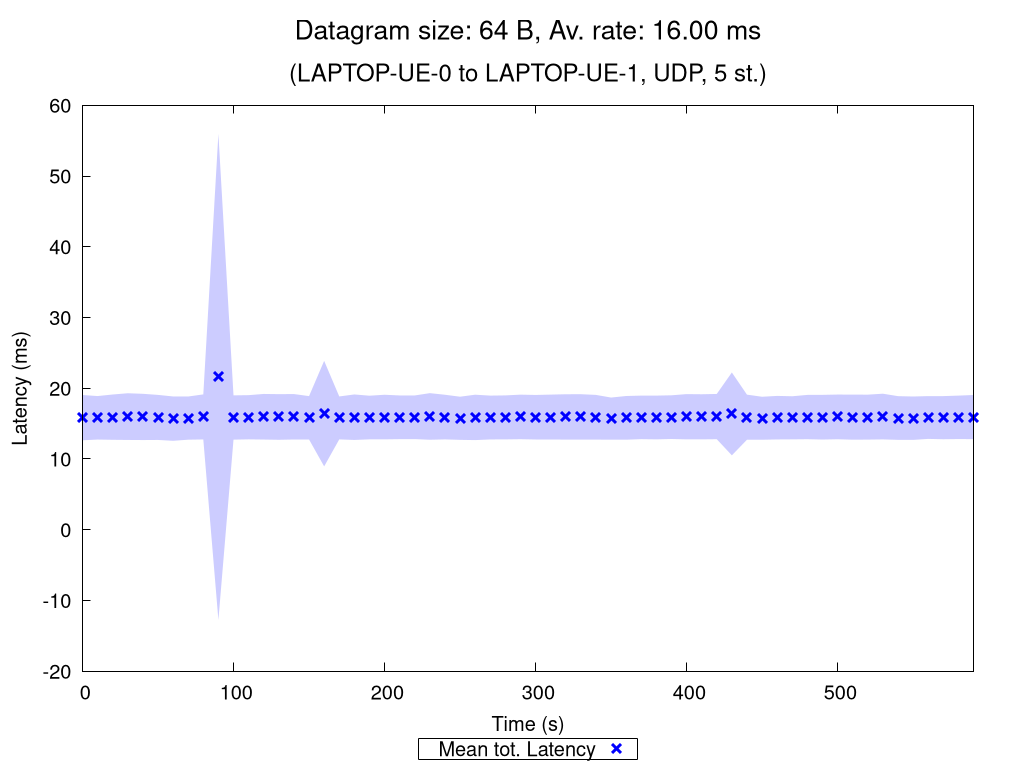 Datagram size: 64 B, Av. rate: 16.00 ms
(LAPTOP-UE-0 to LAPTOP-UE-1, UDP, 5 st.)
60
50
40
30
20
10
0
-10
-20
Latency (ms)
0 100 200 300 400 500
Time (s)
Mean tot. Latency